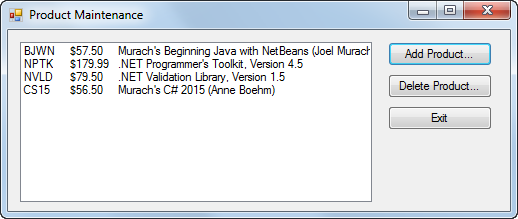 Product Maintenance
BJWN $57.50 Murach's Beginning Java with NetBeans (Joel Murach
NPTK $179.99 .NET Programmer's Toolkit, Version 4.5
NVLD $79.50 .NET Validation Library, Version 1.5
CS15 $56.50 Murach's C# 2015 (Anne Boehm)
Add Product...
Delete Product...
Exit